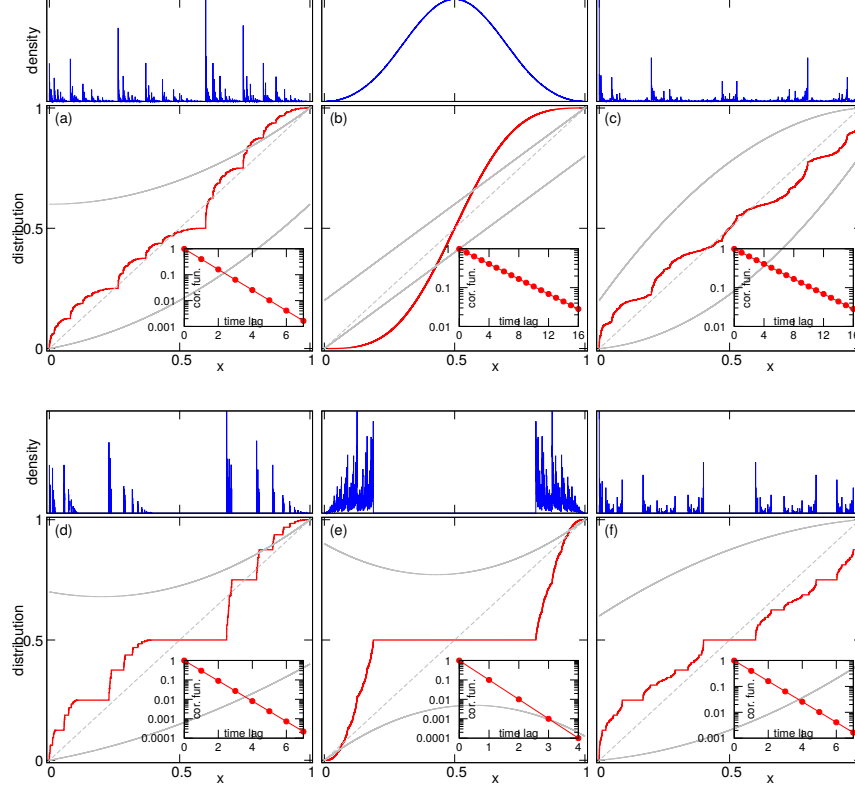 density
1
(a)
(b)
(c)
distribution
0.5
0
1
0.1
0.01
0.001
cor. fun.
time lag
0 2 4 6
1
0.1
0.01
cor. fun.
time lag
0 4 8 12 16
1
0.1
0.01
cor. fun.
time lag
0 4 8 12 16
0 0.5 1
x
0 0.5 1
x
0 0.5
x
density
1
(d)
(e)
(f)
distribution
0.5
0
1
0.1
0.01
0.001
0.0001
cor. fun.
time lag
0 2 4 6
1
0.1
0.01
0.001
0.0001
cor. fun.
time lag
0 1 2 3 4
1
0.1
0.01
0.001
cor. fun.
time lag
0 2 4 6
0 0.5 1
x
0 0.5 1
x
0 0.5
x